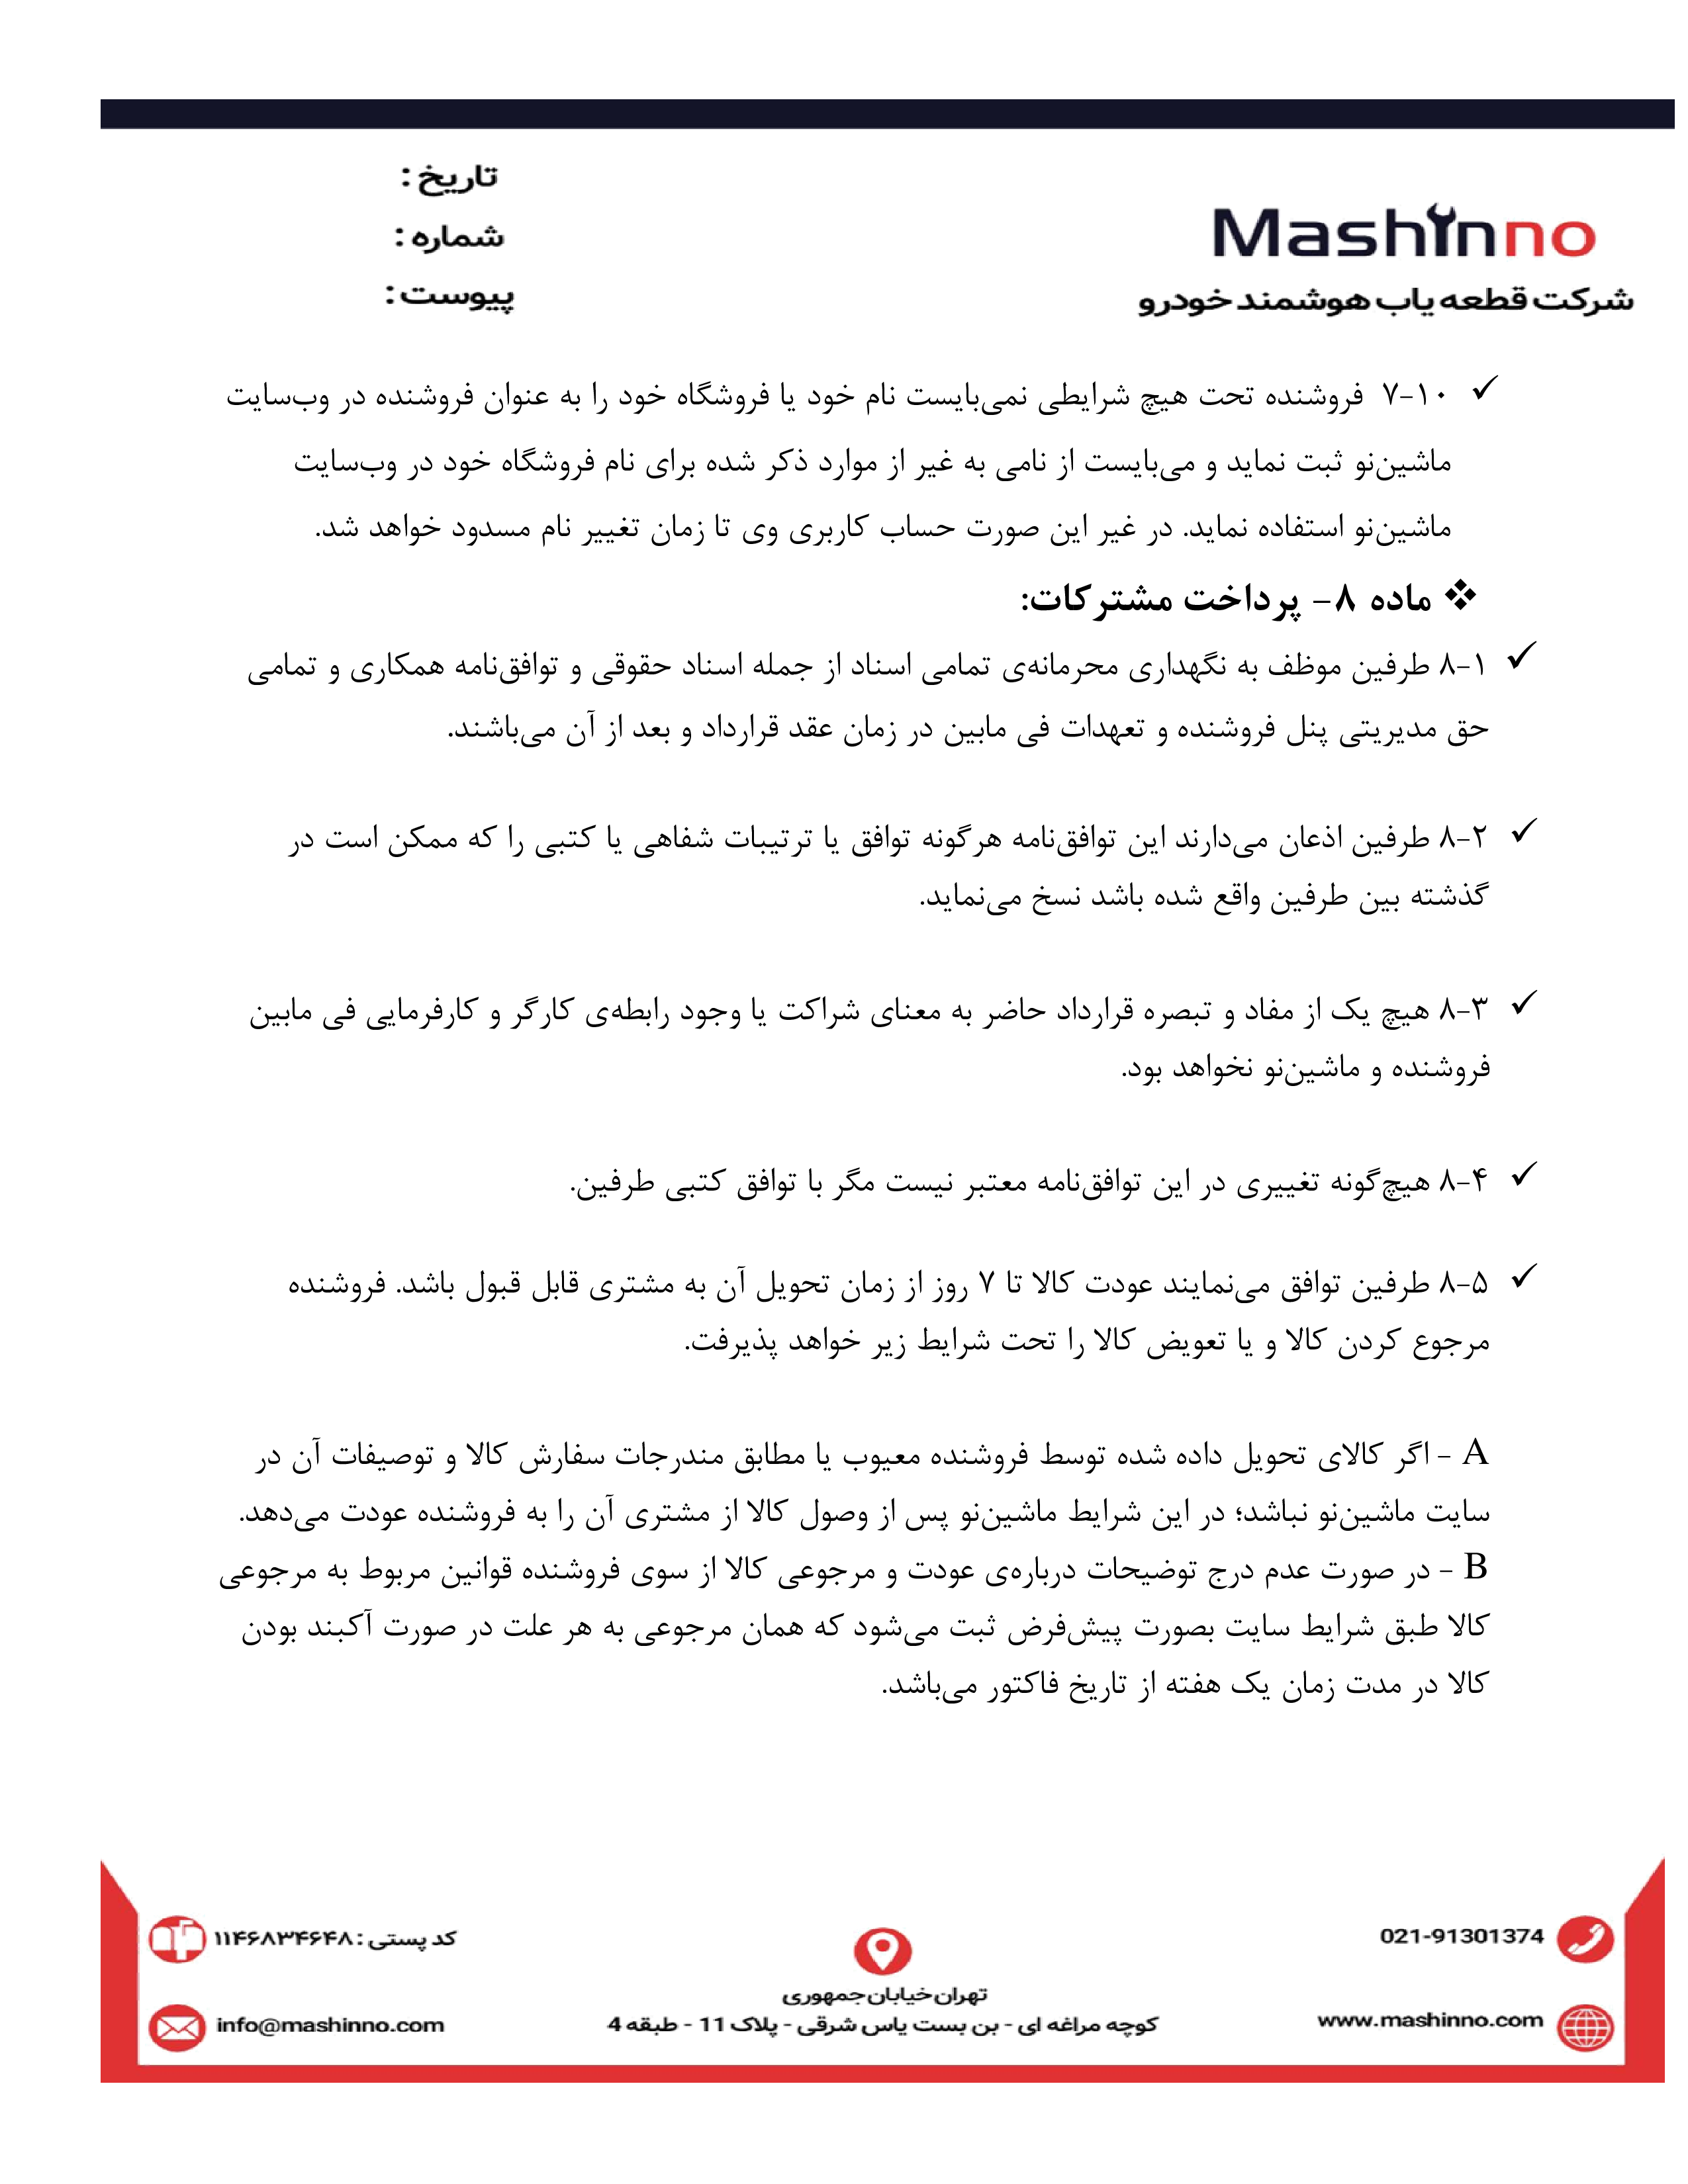 تاریخ :
شماره :
پیوست :
Mashinno
شرکت قطعه یاب هوشمند خودرو
✓ ۷-۱۰ فروشنده تحت هیچ شرایطی نمی‌بایست نام خود یا فروشگاه خود را به عنوان فروشنده در وب‌سایت
ماشین‌نو ثبت نماید و می‌بایست از نامی به غیر از موارد ذکر شده برای نام فروشگاه خود در وب‌سایت
ماشین‌نو استفاده نماید. در غیر این صورت حساب کاربری وی تا زمان تغییر نام مسدود خواهد شد.
❖ ماده ۸- پرداخت مشترکات:
✓ ۸-۱ طرفین موظف به نگهداری محرمانه‌ی تمامی اسناد از جمله اسناد حقوقی و توافق‌نامه همکاری و تمامی
حق مدیریتی پنل فروشنده و تعهدات فی مابین در زمان عقد قرارداد و بعد از آن می‌باشند.
✓ ۸-۲ طرفین اذعان می‌دارند این توافق‌نامه هرگونه توافق یا ترتیبات شفاهی یا کتبی را که ممکن است در
گذشته بین طرفین واقع شده باشد نسخ می‌نماید.
✓ ۸-۳ هیچ یک از مفاد و تبصره قرارداد حاضر به معنای شراکت یا وجود رابطه‌ی کارگر و کارفرمایی فی مابین
فروشنده و ماشین‌نو نخواهد بود.
✓ ۸-۴ هیچ‌گونه تغییری در این توافق‌نامه معتبر نیست مگر با توافق کتبی طرفین.
✓ ۸-۵ طرفین توافق می‌نمایند عودت کالا تا ۷ روز از زمان تحویل آن به مشتری قابل قبول باشد. فروشنده
مرجوع کردن کالا و یا تعویض کالا را تحت شرایط زیر خواهد پذیرفت.
A - اگر کالای تحویل داده شده توسط فروشنده معیوب یا مطابق مندرجات سفارش کالا و توصیفات آن در
سایت ماشین‌نو نباشد؛ در این شرایط ماشین‌نو پس از وصول کالا از مشتری آن را به فروشنده عودت می‌دهد.
B - در صورت عدم درج توضیحات درباره‌ی عودت و مرجوعی کالا از سوی فروشنده قوانین مربوط به مرجوعی
کالا طبق شرایط سایت بصورت پیش‌فرض ثبت می‌شود که همان مرجوعی به هر علت در صورت آکبند بودن
کالا در مدت زمان یک هفته از تاریخ فاکتور می‌باشد.
021-91301374
www.mashinno.com
تهران خیابان جمهوری
کوچه مراغه ای - بن بست یاس شرقی - پلاک 11 - طبقه 4
کد پستی : ۱۱۴۶۸۳۴۶۴۸
info@mashinno.com